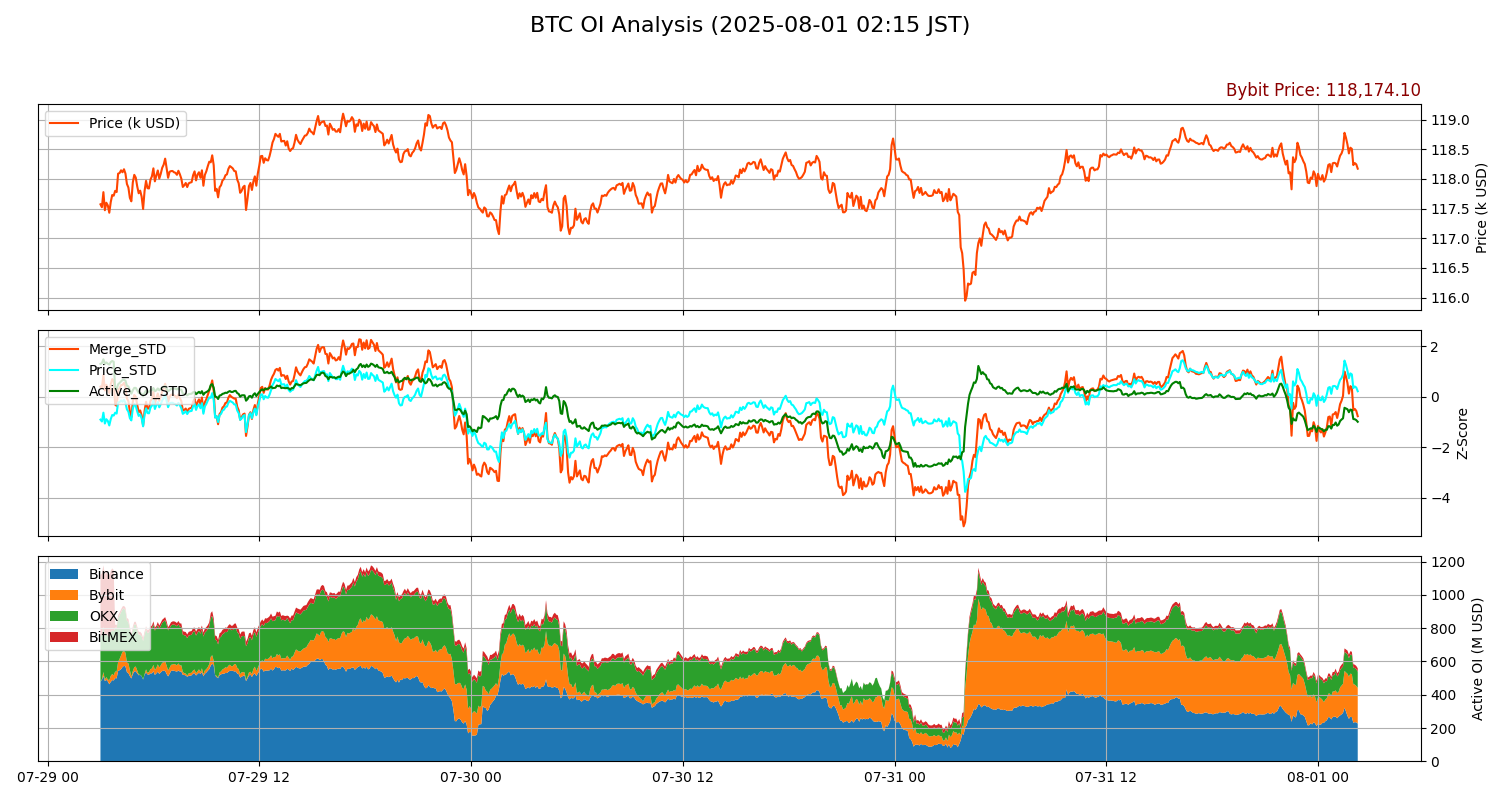 BTC OI Analysis (2025-08-01 02:15 JST)
Bybit Price: 118,174.10
Price (k USD)
119.0
118.5
118.0
117.5
117.0
116.5
116.0
Price (k USD)
Merge_STD
Price_STD
Active_OI_STD
2
0
−2
−4
Z-Score
Binance
Bybit
OKX
BitMEX
1200
1000
800
600
400
200
0
Active OI (M USD)
07-29 00
07-29 12
07-30 00
07-30 12
07-31 00
07-31 12
08-01 00